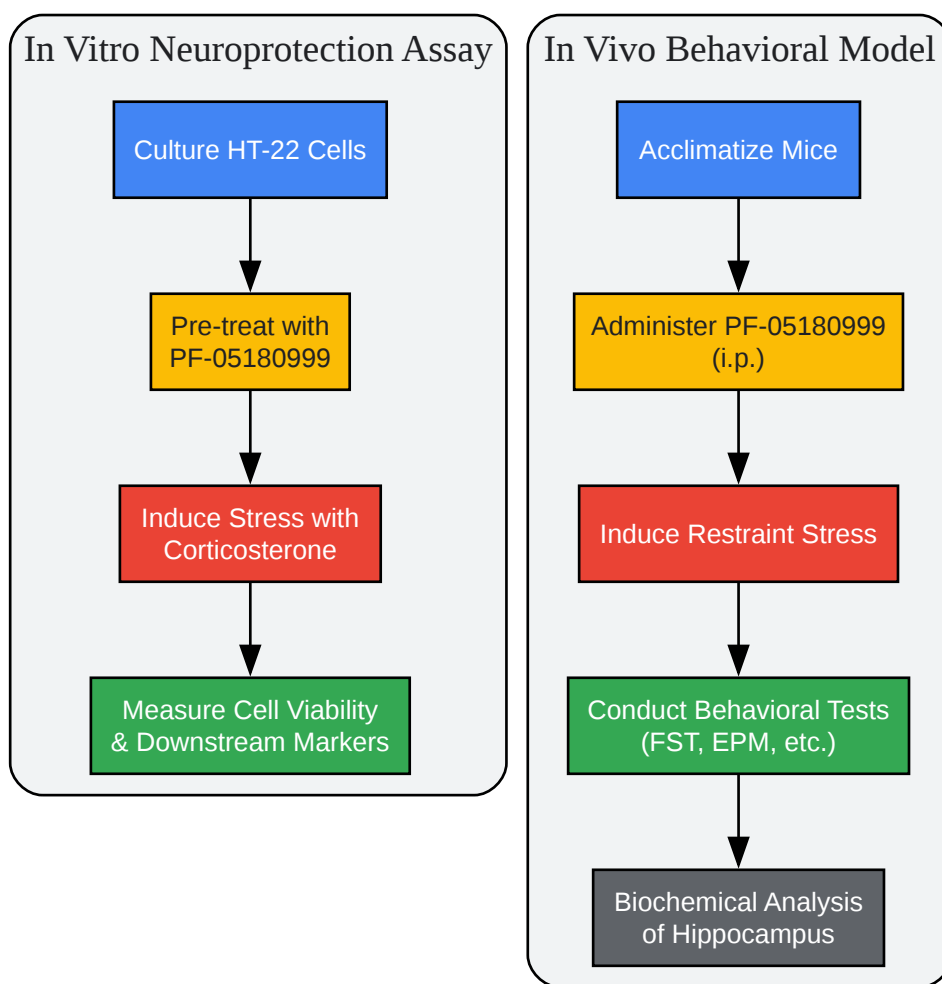 In Vitro Neuroprotection Assay
Culture HT-22 Cells
Pre-treat with
PF-05180999
Induce Stress with
Corticosterone
Measure Cell Viability
& Downstream Markers
In Vivo Behavioral Model
Acclimatize Mice
Administer PF-05180999
(i.p.)
Induce Restraint Stress
Conduct Behavioral Tests
(FST, EPM, etc.)
Biochemical Analysis
of Hippocampus